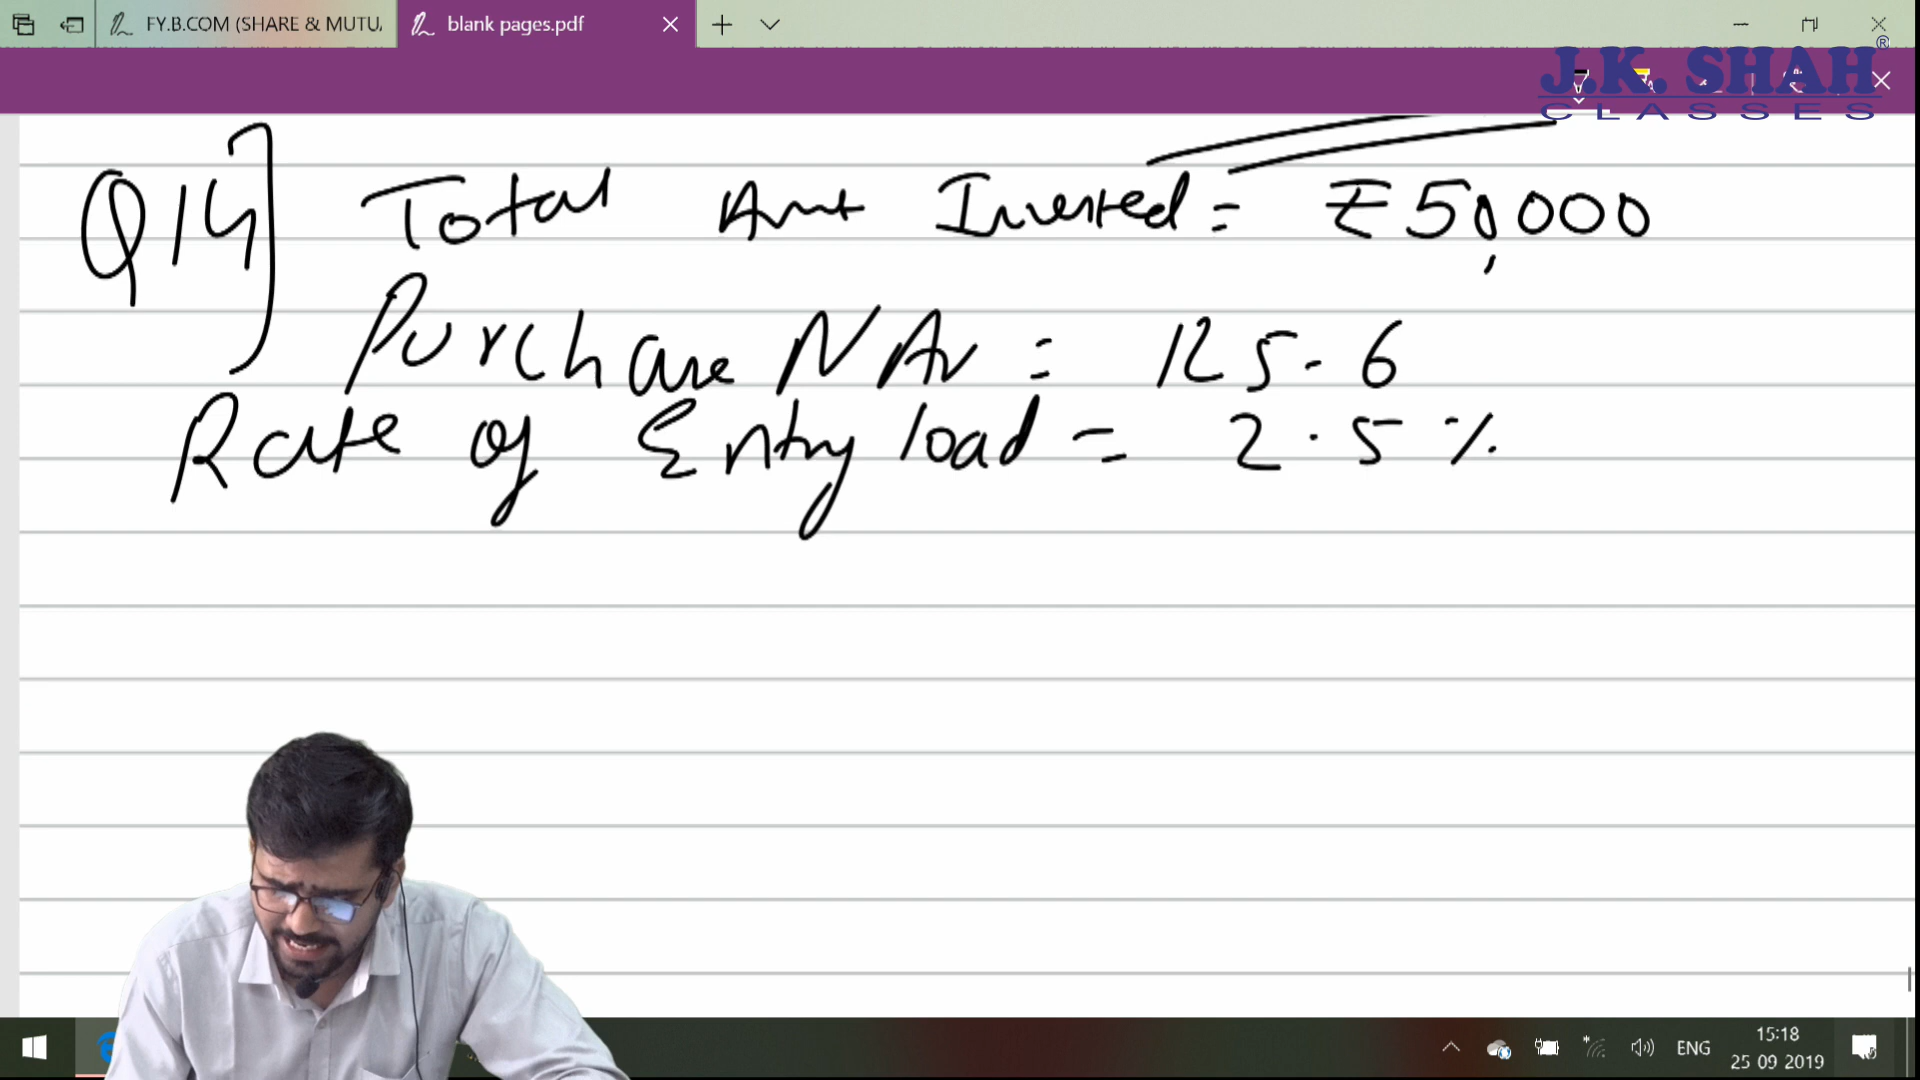 FY.B.COM (SHARE & MUTU
blank pages.pdf
J.K. SHAH®
CLASSES
Q14] Total Amt Invested = ₹50,000
Purchase NAV = 125.6
Rate of Entry load = 2.5%
ENG
15:18
25 09 2019